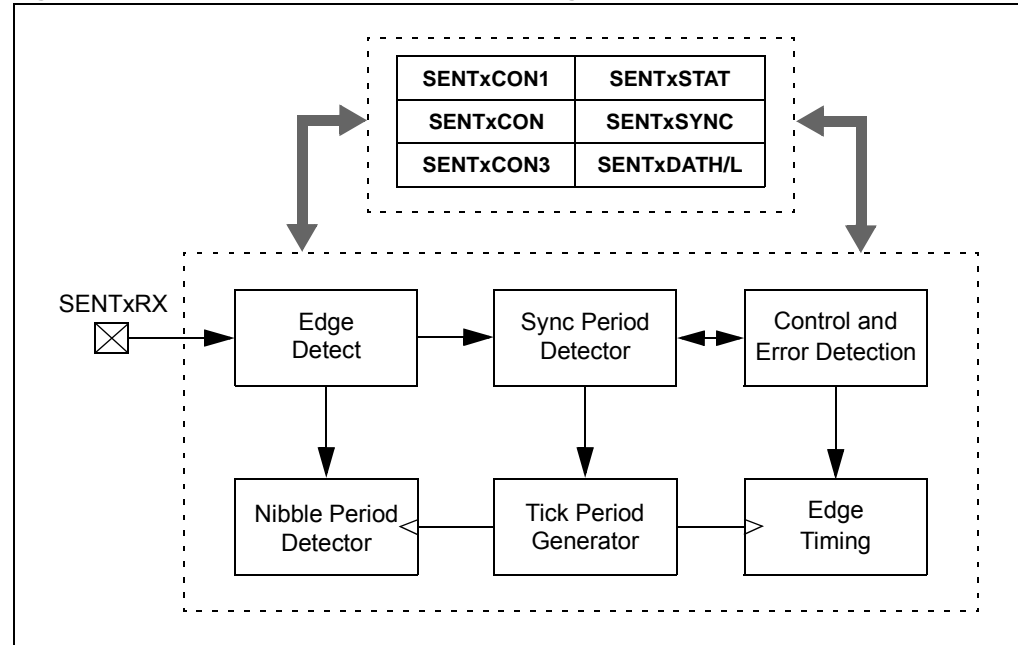 SENTxCON1 SENTxSTAT
SENTxCON SENTxSYNC
SENTxCON3 SENTxDATH/L
SENTxRX
Edge
Detect
Sync Period
Detector
Control and
Error Detection
Nibble Period
Detector
Tick Period
Generator
Edge
Timing